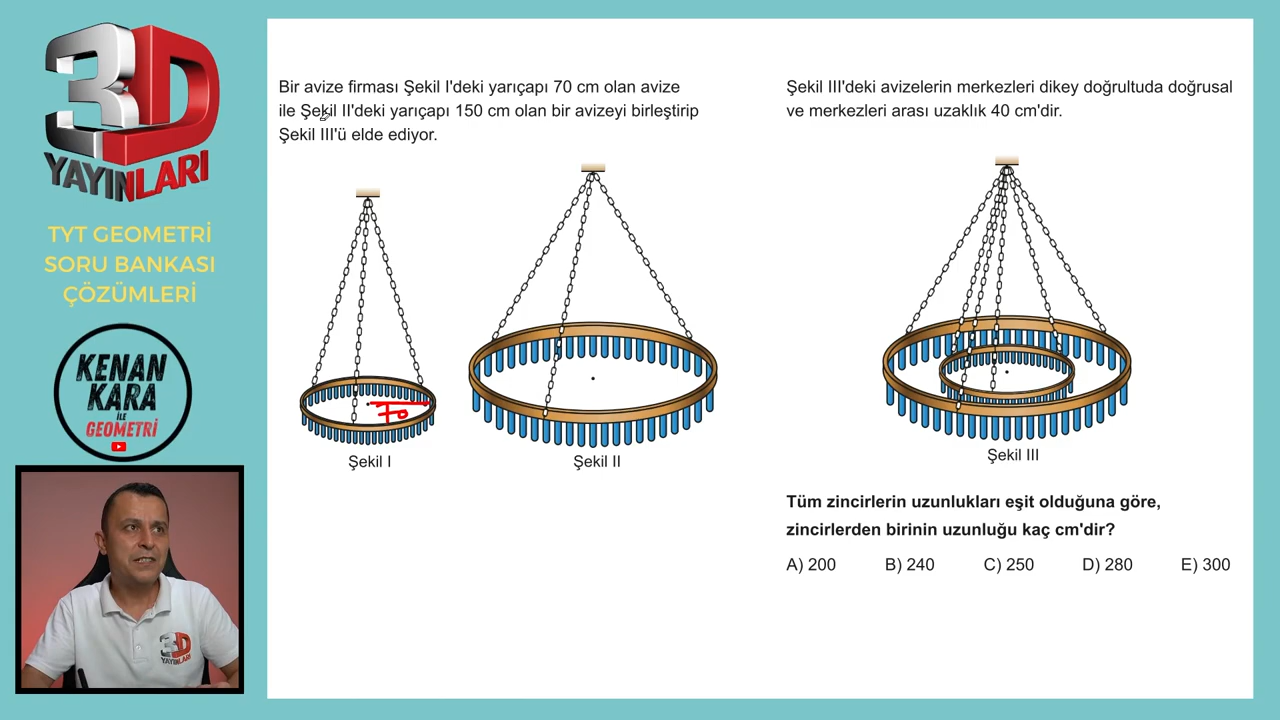 3D
YAYINLARI
TYT GEOMETRİ
SORU BANKASI
ÇÖZÜMLERİ
KENAN
KARA
İLE
GEOMETRİ
3D
YAYINLARI
Bir avize firması Şekil I'deki yarıçapı 70 cm olan avize
ile Şekil II'deki yarıçapı 150 cm olan bir avizeyi birleştirip
Şekil III'ü elde ediyor.
70
Şekil I
Şekil II
Şekil III'deki avizelerin merkezleri dikey doğrultuda doğrusal
ve merkezleri arası uzaklık 40 cm'dir.
Şekil III
Tüm zincirlerin uzunlukları eşit olduğuna göre,
zincirlerden birinin uzunluğu kaç cm'dir?
A) 200 B) 240 C) 250 D) 280 E) 300